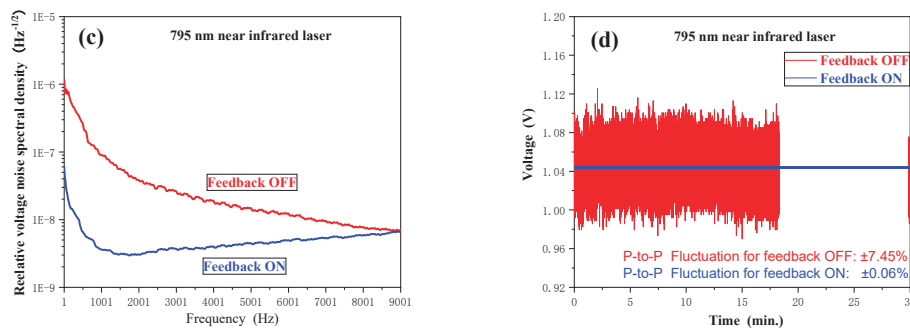 (c)
795 nm near infrared laser
Reelative voltage noise spectral density (Hz-1/2)
1E-5
1E-6
1E-7
1E-8
1E-9
Feedback OFF
Feedback ON
1 1001 2001 3001 4001 5001 6001 7001 8001 9001
Frequency (Hz)
(d)
795 nm near infrared laser
Feedback OFF
Feedback ON
Voltage (V)
1.20
1.16
1.12
1.08
1.04
1.00
0.96
0.92
P-to-P Fluctuation for feedback OFF: ±7.45%
P-to-P Fluctuation for feedback ON: ±0.06%
0 5 10 15 20 25
Time (min.)